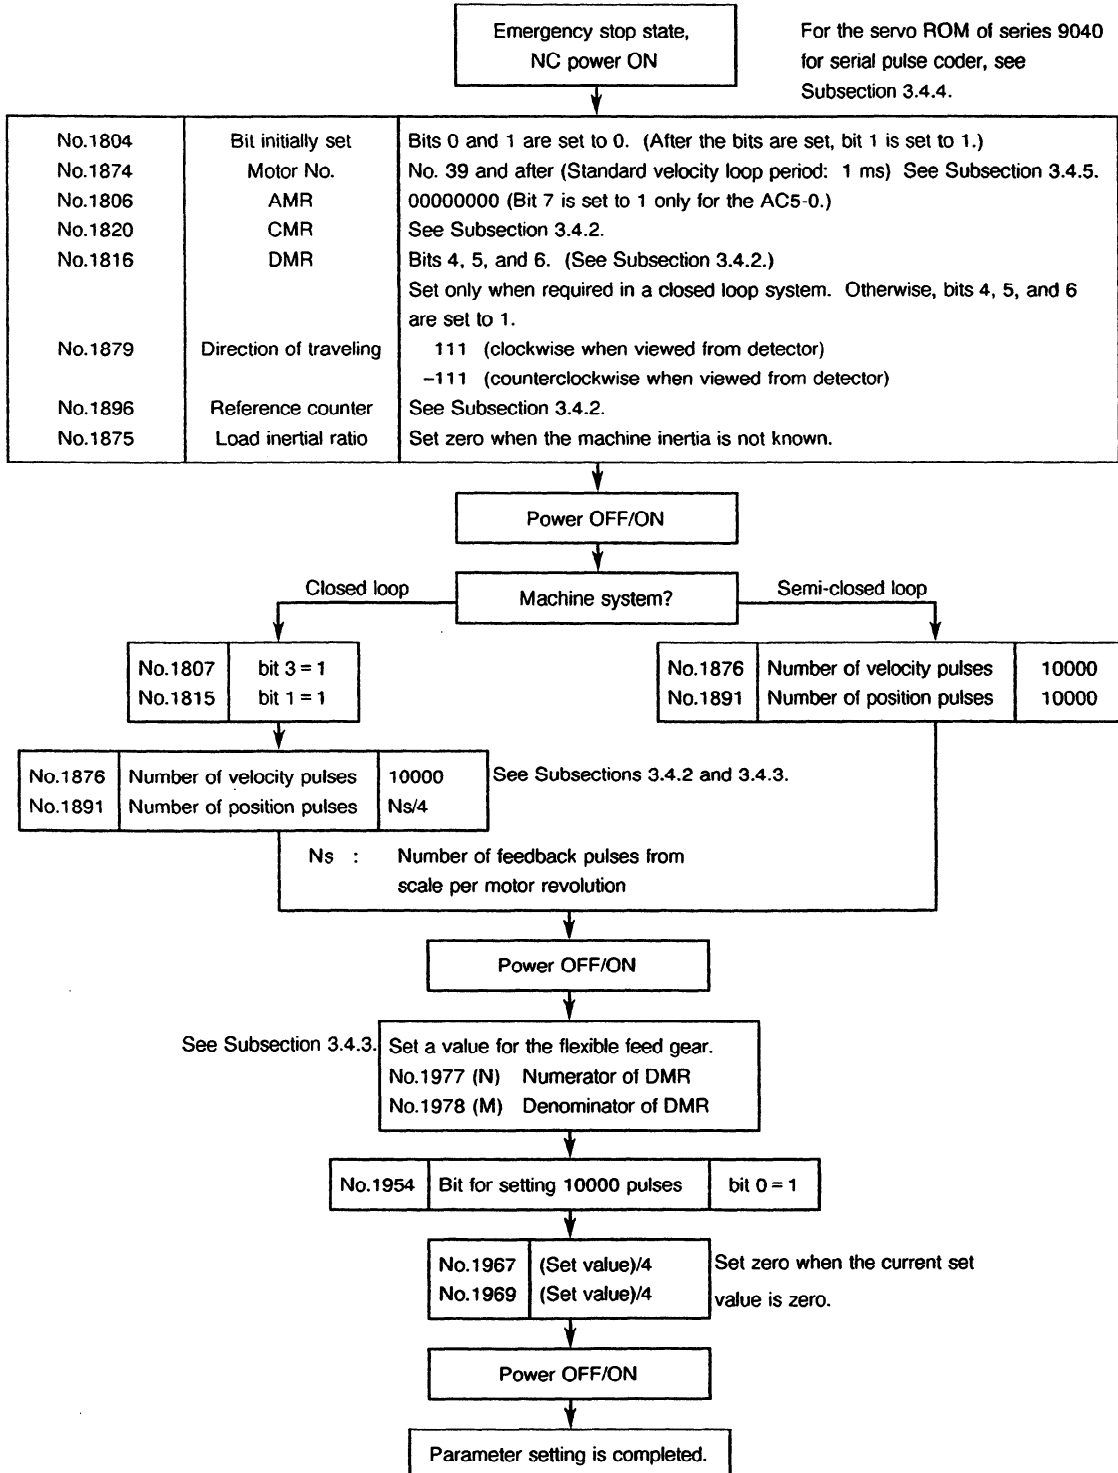 Emergency stop state,
NC power ON
For the servo ROM of series 9040
for serial pulse coder, see
Subsection 3.4.4.
No.1804 Bit initially set Bits 0 and 1 are set to 0. (After the bits are set, bit 1 is set to 1.)
No.1874 Motor No. No. 39 and after (Standard velocity loop period: 1 ms) See Subsection 3.4.5.
No.1806 AMR 00000000 (Bit 7 is set to 1 only for the AC5-0.)
No.1820 CMR See Subsection 3.4.2.
No.1816 DMR Bits 4, 5, and 6. (See Subsection 3.4.2.)
Set only when required in a closed loop system. Otherwise, bits 4, 5, and 6
are set to 1.
No.1879 Direction of traveling 111 (clockwise when viewed from detector)
–111 (counterclockwise when viewed from detector)
No.1896 Reference counter See Subsection 3.4.2.
No.1875 Load inertial ratio Set zero when the machine inertia is not known.
Power OFF/ON
Closed loop
Machine system?
Semi-closed loop
No.1807 bit 3 = 1
No.1815 bit 1 = 1
No.1876 Number of velocity pulses 10000
No.1891 Number of position pulses 10000
No.1876 Number of velocity pulses 10000
No.1891 Number of position pulses Ns/4
See Subsections 3.4.2 and 3.4.3.
Ns : Number of feedback pulses from
scale per motor revolution
Power OFF/ON
See Subsection 3.4.3.
Set a value for the flexible feed gear.
No.1977 (N) Numerator of DMR
No.1978 (M) Denominator of DMR
No.1954 Bit for setting 10000 pulses bit 0 = 1
No.1967 (Set value)/4
No.1969 (Set value)/4
Set zero when the current set
value is zero.
Power OFF/ON
Parameter setting is completed.